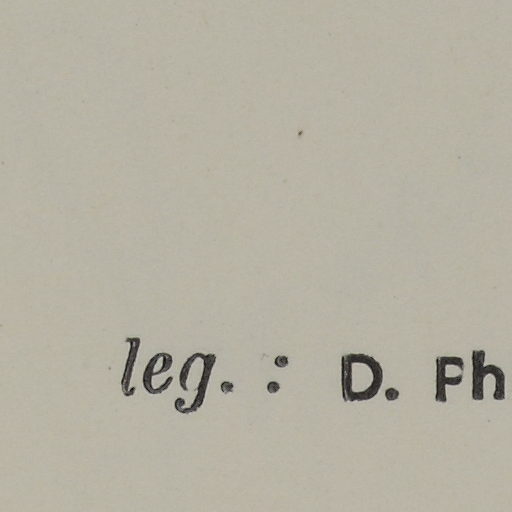 leg. : D. Ph